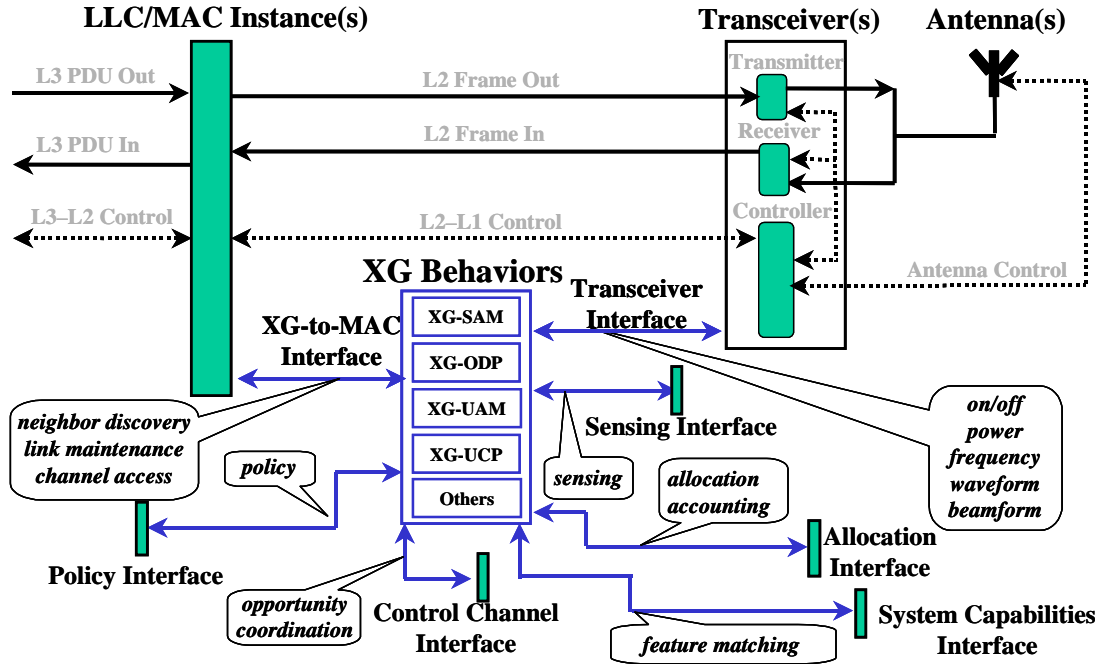 LLC/MAC Instance(s)
Transceiver(s)
Antenna(s)
L3 PDU Out
L2 Frame Out
Transmitter
L3 PDU In
L2 Frame In
Receiver
L3–L2 Control
L2–L1 Control
Controller
Antenna Control
XG Behaviors
XG-to-MAC
Interface
Transceiver
Interface
XG-SAM
XG-ODP
XG-UAM
XG-UCP
Others
neighbor discovery
link maintenance
channel access
Sensing Interface
on/off
power
frequency
waveform
beamform
policy
sensing
allocation
accounting
Policy Interface
Allocation
Interface
opportunity
coordination
Control Channel
Interface
feature matching
System Capabilities
Interface